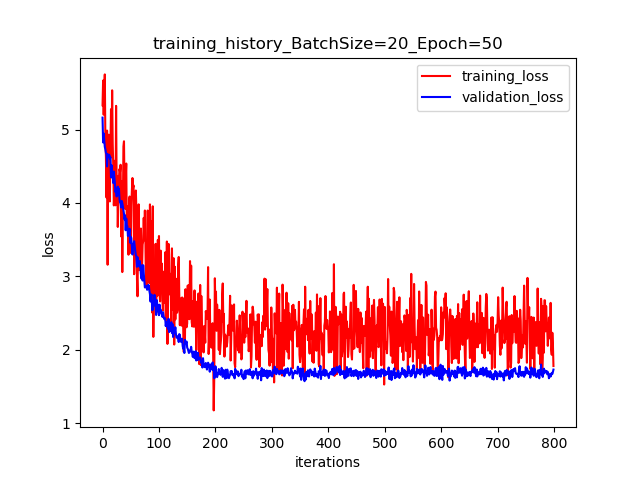 training_history_BatchSize=20_Epoch=50
training_loss
validation_loss
loss
5
4
3
2
1
0 100 200 300 400 500 600 700 800
iterations